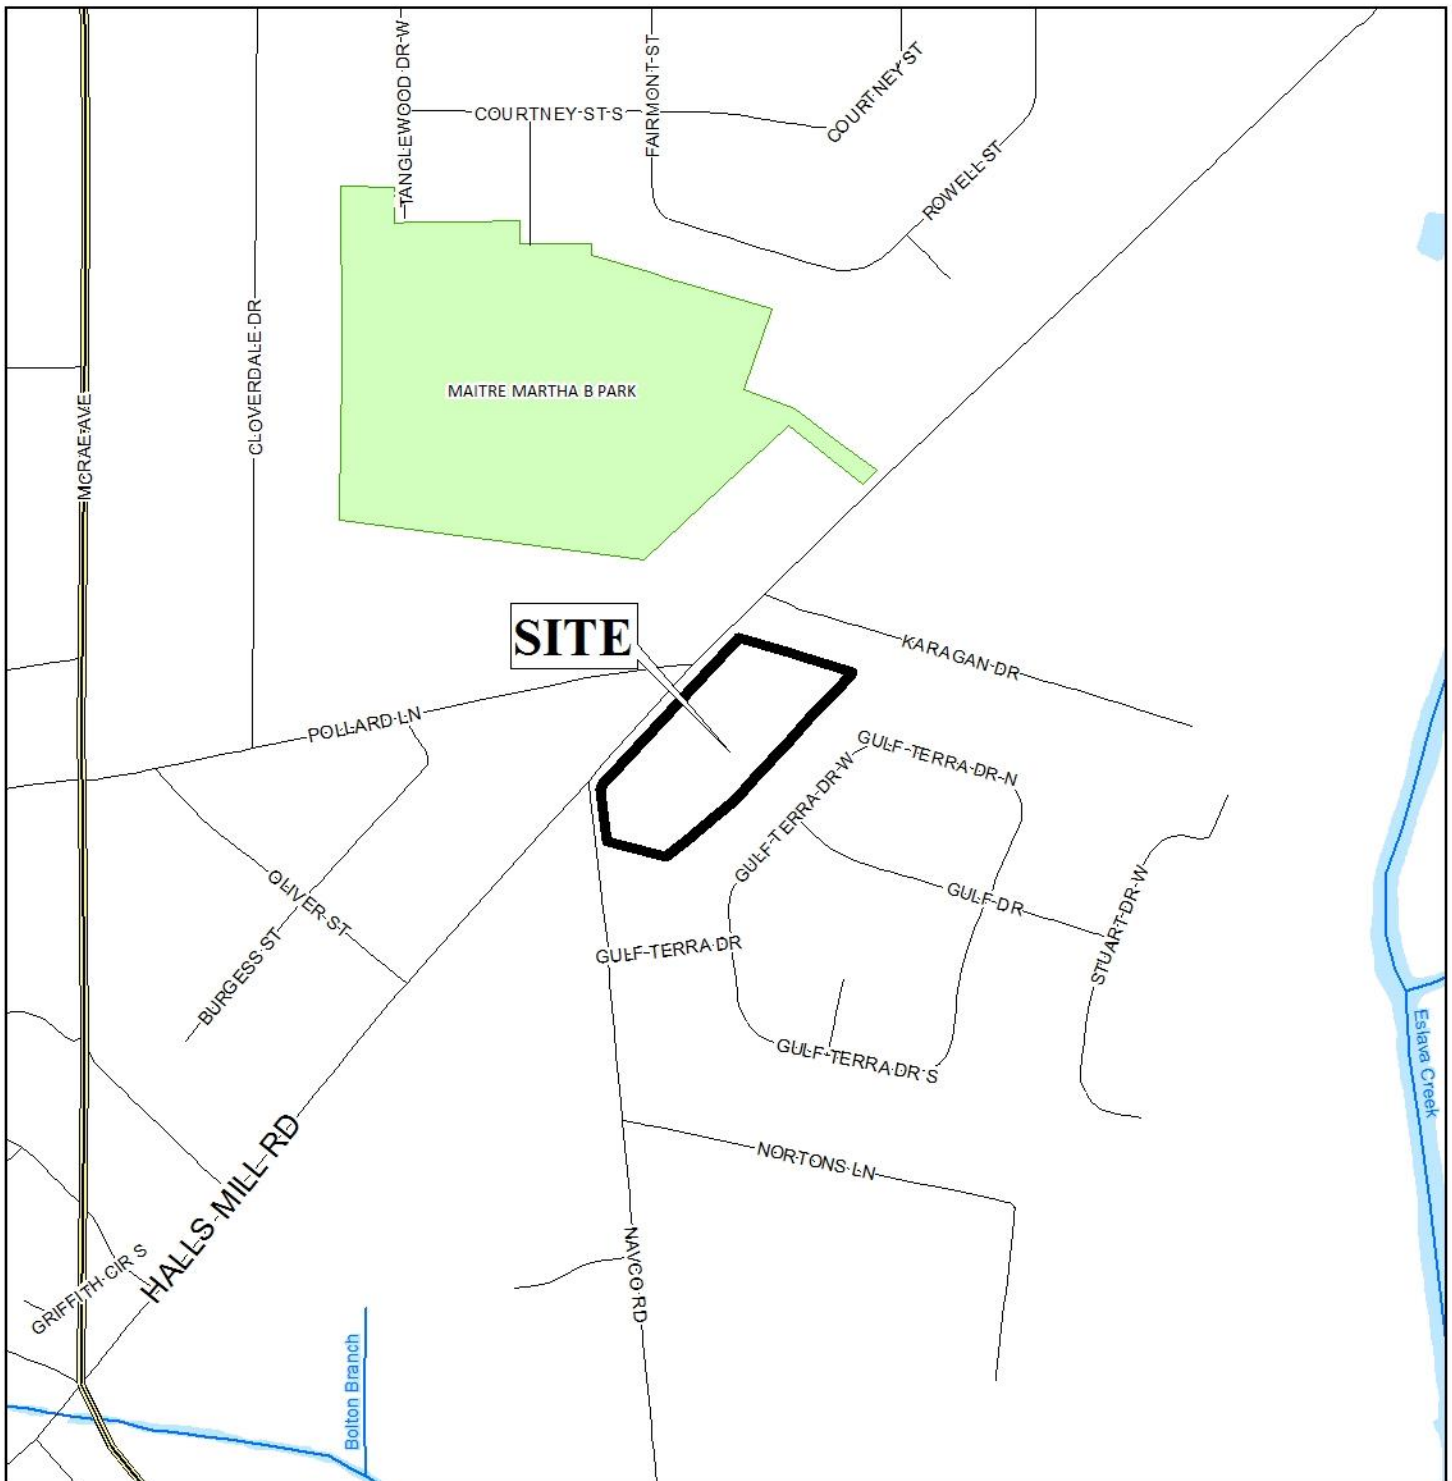 TANGLEWOOD DR W
FAIRMONT ST
COURTNEY ST
COURTNEY ST S
ROWELL ST
CLOVERDALE DR
MCRAE AVE
MAITRE MARTHA B PARK
SITE
KARAGAN DR
POLLARD LN
GULF TERRA DR N
GULF TERRA DR W
OLIVER ST
GULF DR
STUART DR W
BURGESS ST
GULF TERRA DR
GULF TERRA DR S
Eslava Creek
HALLS MILL RD
NORTONS LN
GRIFFITH CIR S
NAVCO RD
Bolton Branch